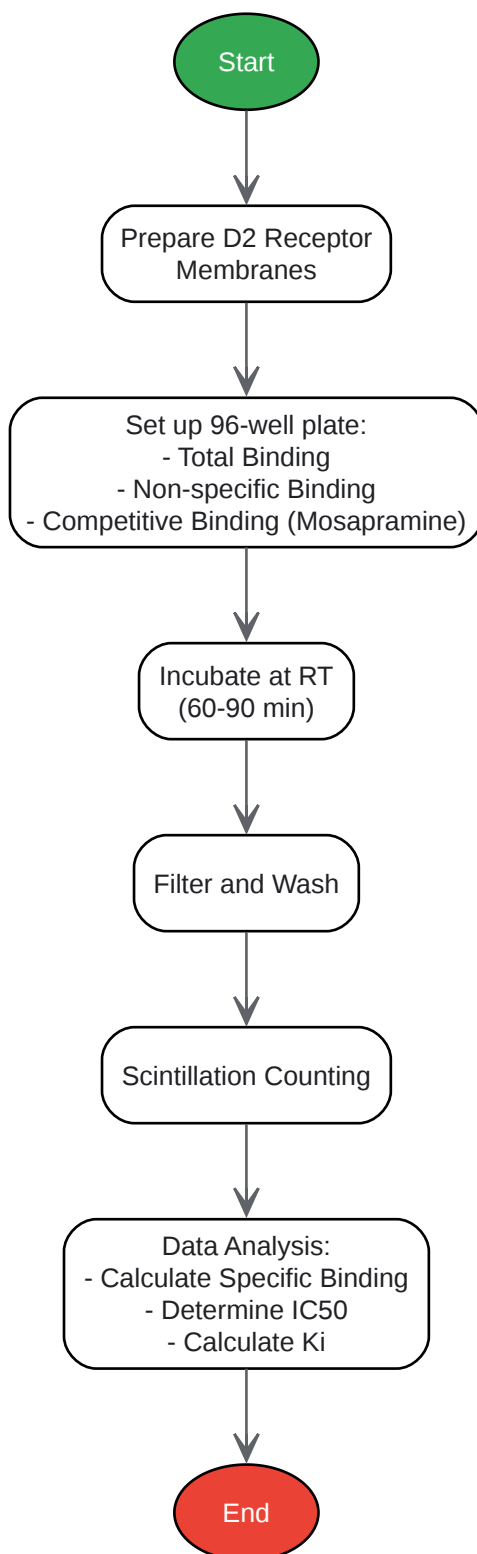 Start
Prepare D2 Receptor
Membranes
Set up 96-well plate:
- Total Binding
- Non-specific Binding
- Competitive Binding (Mosapramine)
Incubate at RT
(60-90 min)
Filter and Wash
Scintillation Counting
Data Analysis:
- Calculate Specific Binding
- Determine IC50
- Calculate Ki
End